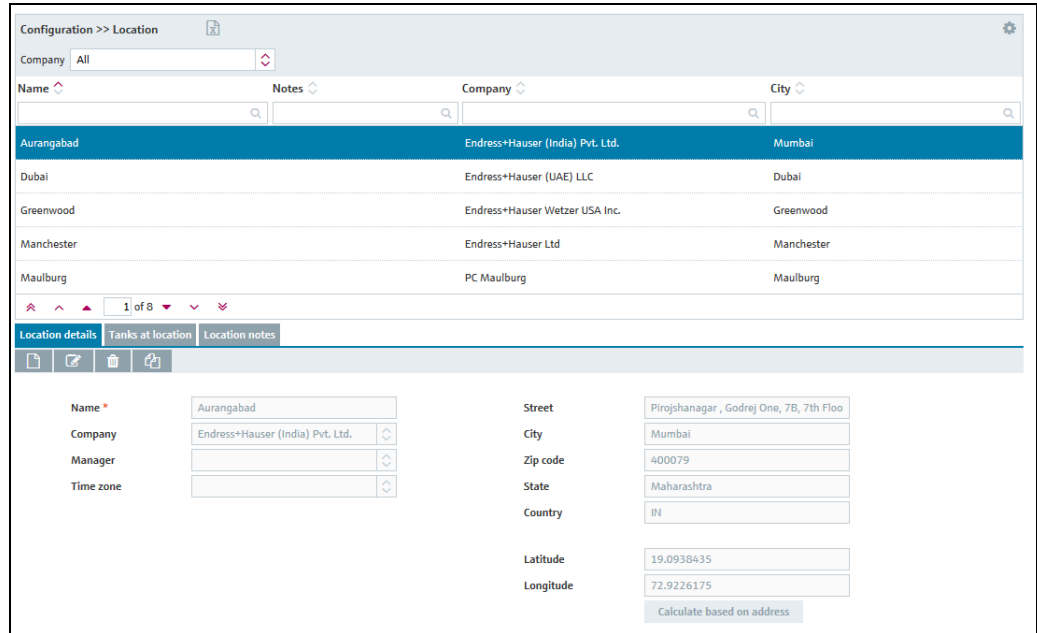 Configuration >> Location
Company All
Name Notes Company City
Aurangabad Endress+Hauser (India) Pvt. Ltd. Mumbai
Dubai Endress+Hauser (UAE) LLC Dubai
Greenwood Endress+Hauser Wetzer USA Inc. Greenwood
Manchester Endress+Hauser Ltd Manchester
Maulburg PC Maulburg Maulburg
1 of 8
Location details Tanks at location Location notes
Name * Aurangabad Street Pirojshanagar , Godrej One, 7B, 7th Floo
Company Endress+Hauser (India) Pvt. Ltd. City Mumbai
Manager Zip code 400079
Time zone State Maharashtra
Country IN
Latitude 19.0938435
Longitude 72.9226175
Calculate based on address